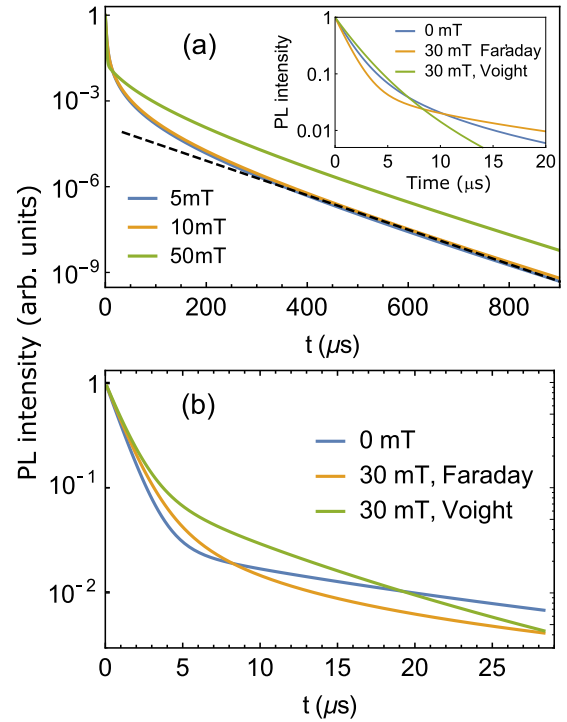 PL intensity (arb. units)
(a)
1
10⁻³
10⁻⁶
10⁻⁹
5mT
10mT
50mT
0 200 400 600 800
t (μs)
PL intensity
1
0.1
0.01
0 mT
30 mT Faraday
30 mT, Voight
0 5 10 15 20
Time (μs)
(b)
1
10⁻¹
10⁻²
0 mT
30 mT, Faraday
30 mT, Voight
0 5 10 15 20 25
t (μs)